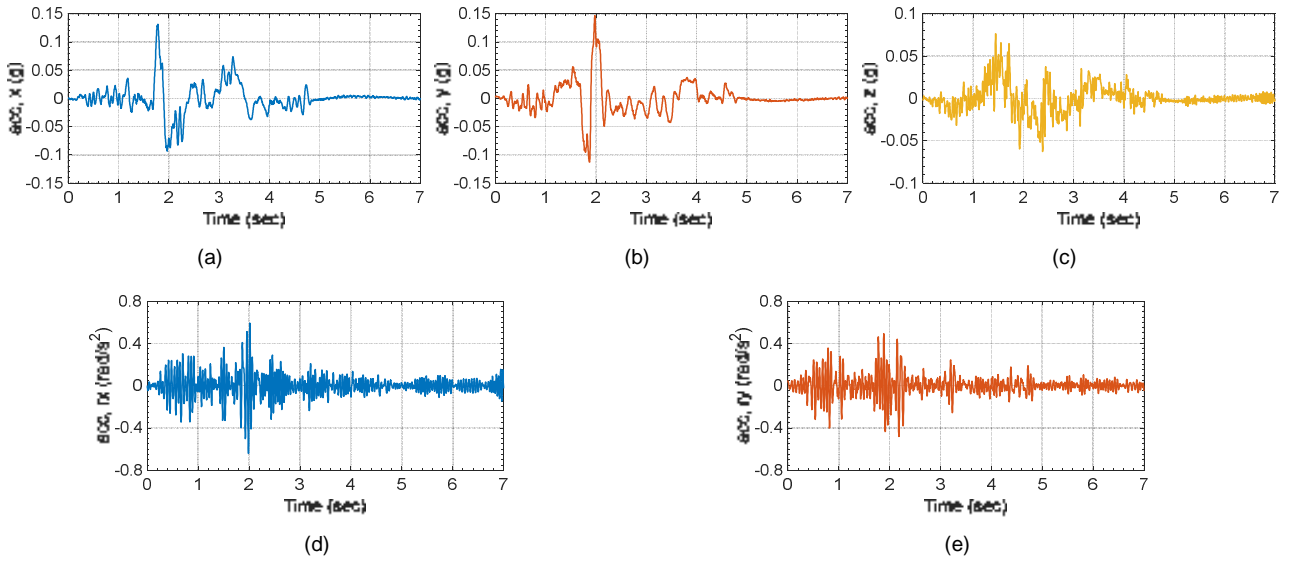 0.15
0.1
0.05
0
-0.05
-0.1
-0.15
acc, x (g)
0 1 2 3 4 5 6 7
Time (sec)
(a)
0.15
0.1
0.05
0
-0.05
-0.1
-0.15
acc, y (g)
0 1 2 3 4 5 6 7
Time (sec)
(b)
0.1
0.05
0
-0.05
-0.1
acc, z (g)
0 1 2 3 4 5 6 7
Time (sec)
(c)
0.8
0.4
0
-0.4
-0.8
acc, rx (rad/s²)
0 1 2 3 4 5 6 7
Time (sec)
(d)
0.8
0.4
0
-0.4
-0.8
acc, ry (rad/s²)
0 1 2 3 4 5 6 7
Time (sec)
(e)